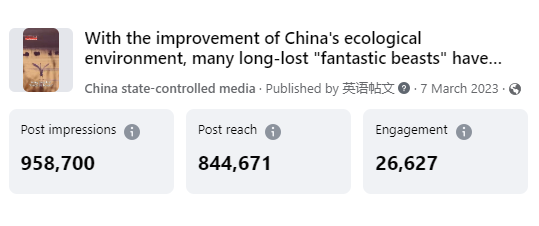 With the improvement of China's ecological
environment, many long-lost "fantastic beasts" have...
China state-controlled media · Published by 英语帖文 · 7 March 2023 ·
Post impressions
Post reach
Engagement
958,700
844,671
26,627